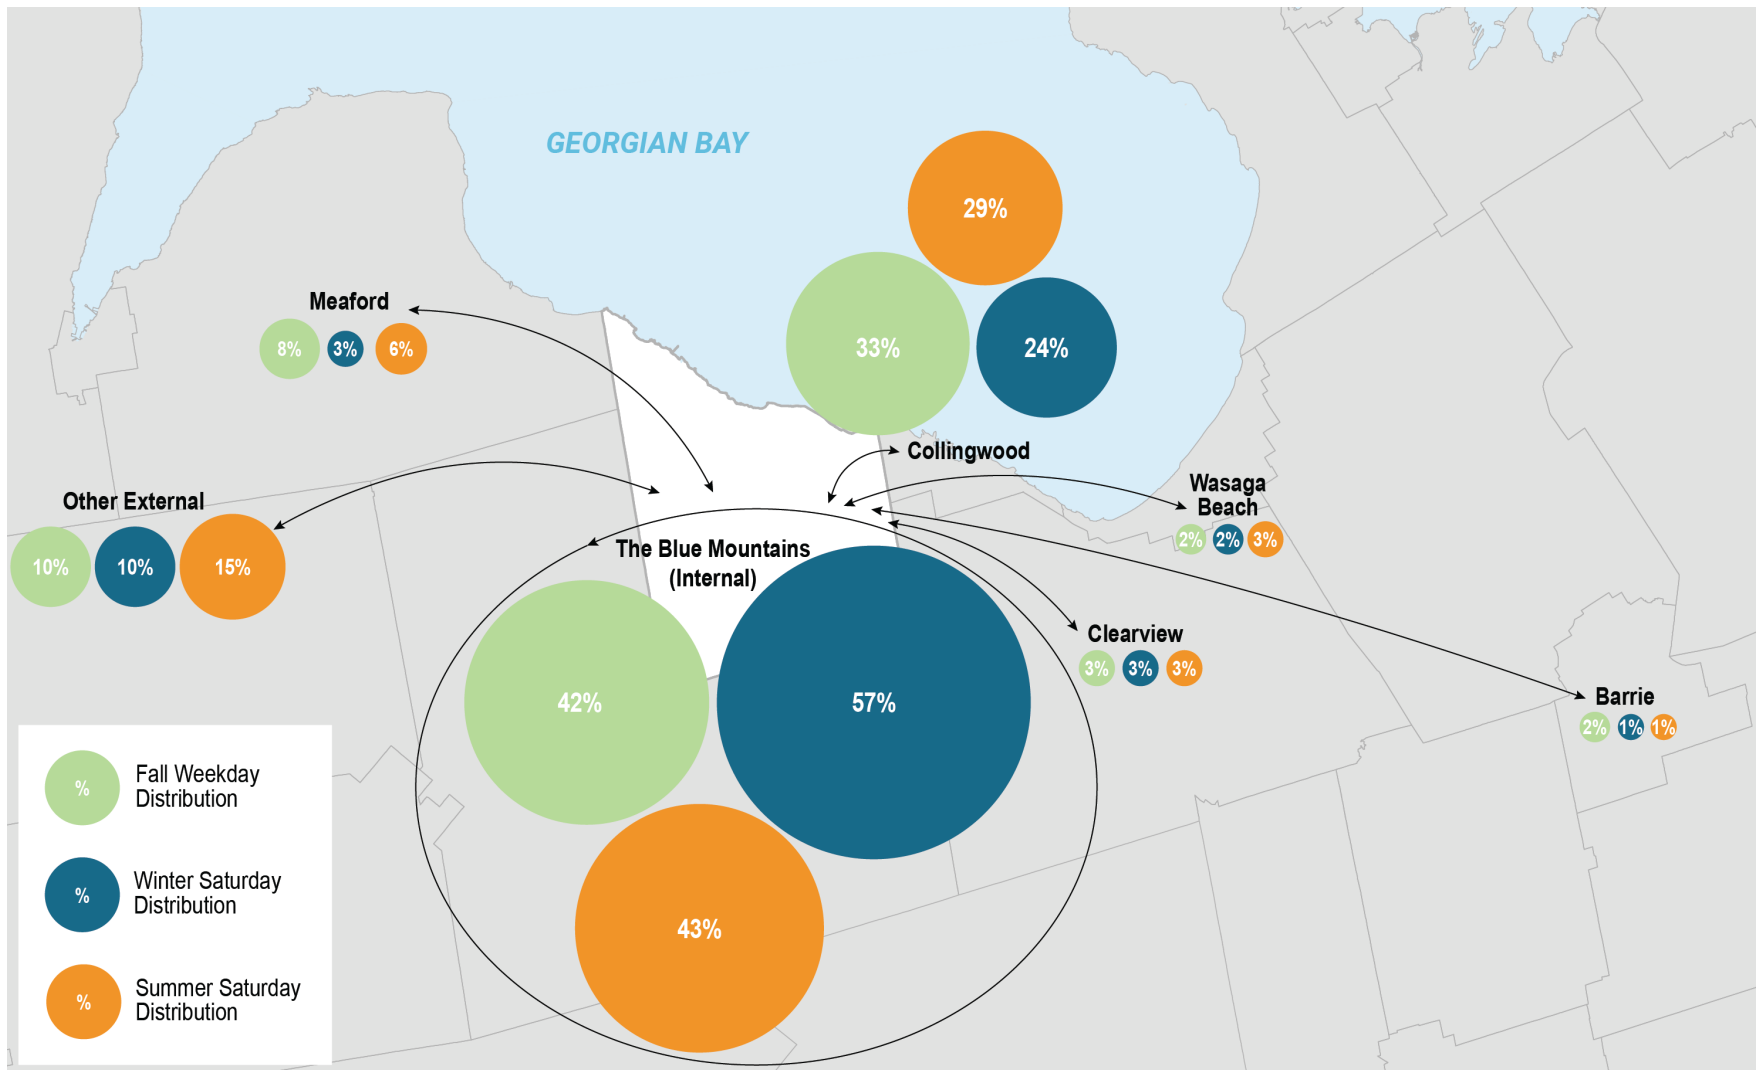 GEORGIAN BAY
29%
33%
24%
Meaford
8% 3% 6%
Collingwood
Other External
10% 10% 15%
Wasaga
Beach
2% 2% 3%
The Blue Mountains
(Internal)
42%
57%
43%
Clearview
3% 3% 3%
Barrie
2% 1% 1%
%
Fall Weekday
Distribution
%
Winter Saturday
Distribution
%
Summer Saturday
Distribution